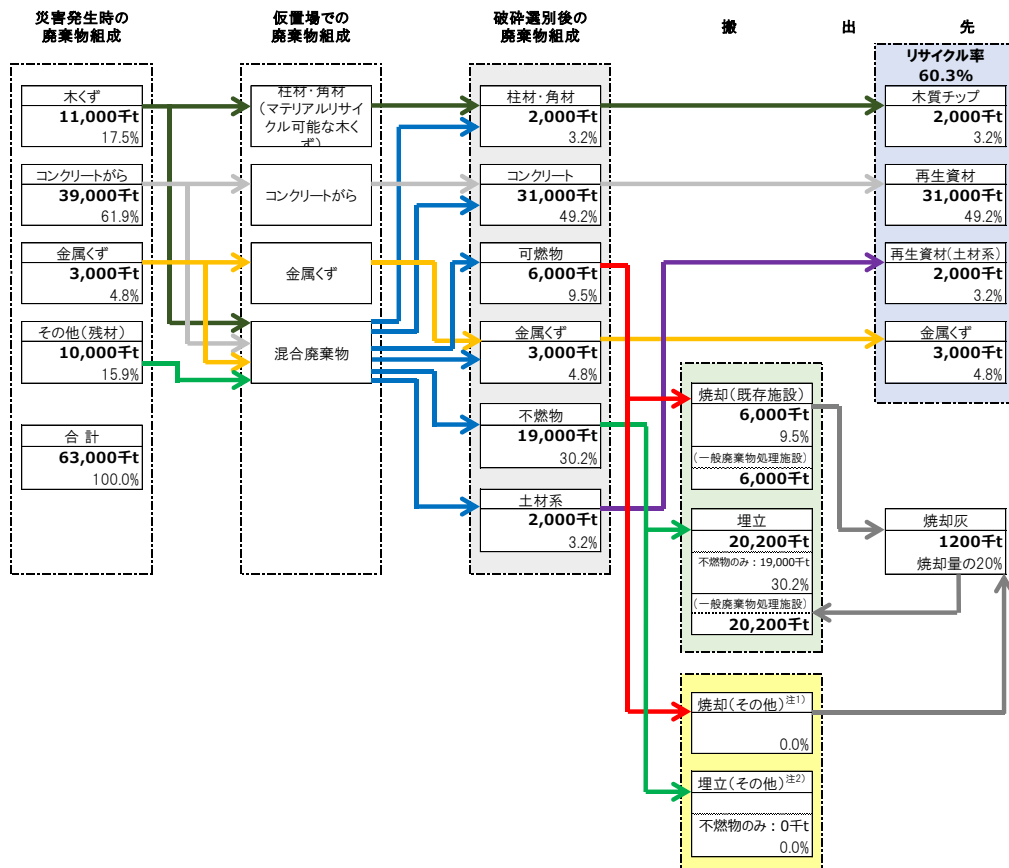 災害発生時の
廃棄物組成
仮置場での
廃棄物組成
破砕選別後の
廃棄物組成
搬 出 先
木くず
11,000千t
17.5%
コンクリートがら
39,000千t
61.9%
金属くず
3,000千t
4.8%
その他(残材)
10,000千t
15.9%
合 計
63,000千t
100.0%
柱材・角材
(マテリアルリサイ
クル可能な木く
ず)
コンクリートがら
金属くず
混合廃棄物
柱材・角材
2,000千t
3.2%
コンクリート
31,000千t
49.2%
可燃物
6,000千t
9.5%
金属くず
3,000千t
4.8%
不燃物
19,000千t
30.2%
土材系
2,000千t
3.2%
リサイクル率
60.3%
木質チップ
2,000千t
3.2%
再生資材
31,000千t
49.2%
再生資材(土材系)
2,000千t
3.2%
金属くず
3,000千t
4.8%
焼却(既存施設)
6,000千t
9.5%
(一般廃棄物処理施設)
6,000千t
埋立
20,200千t
不燃物のみ：19,000千t
30.2%
(一般廃棄物処理施設)
20,200千t
焼却灰
1200千t
焼却量の20%
焼却(その他)注1)
0.0%
埋立(その他)注2)
不燃物のみ：0千t
0.0%